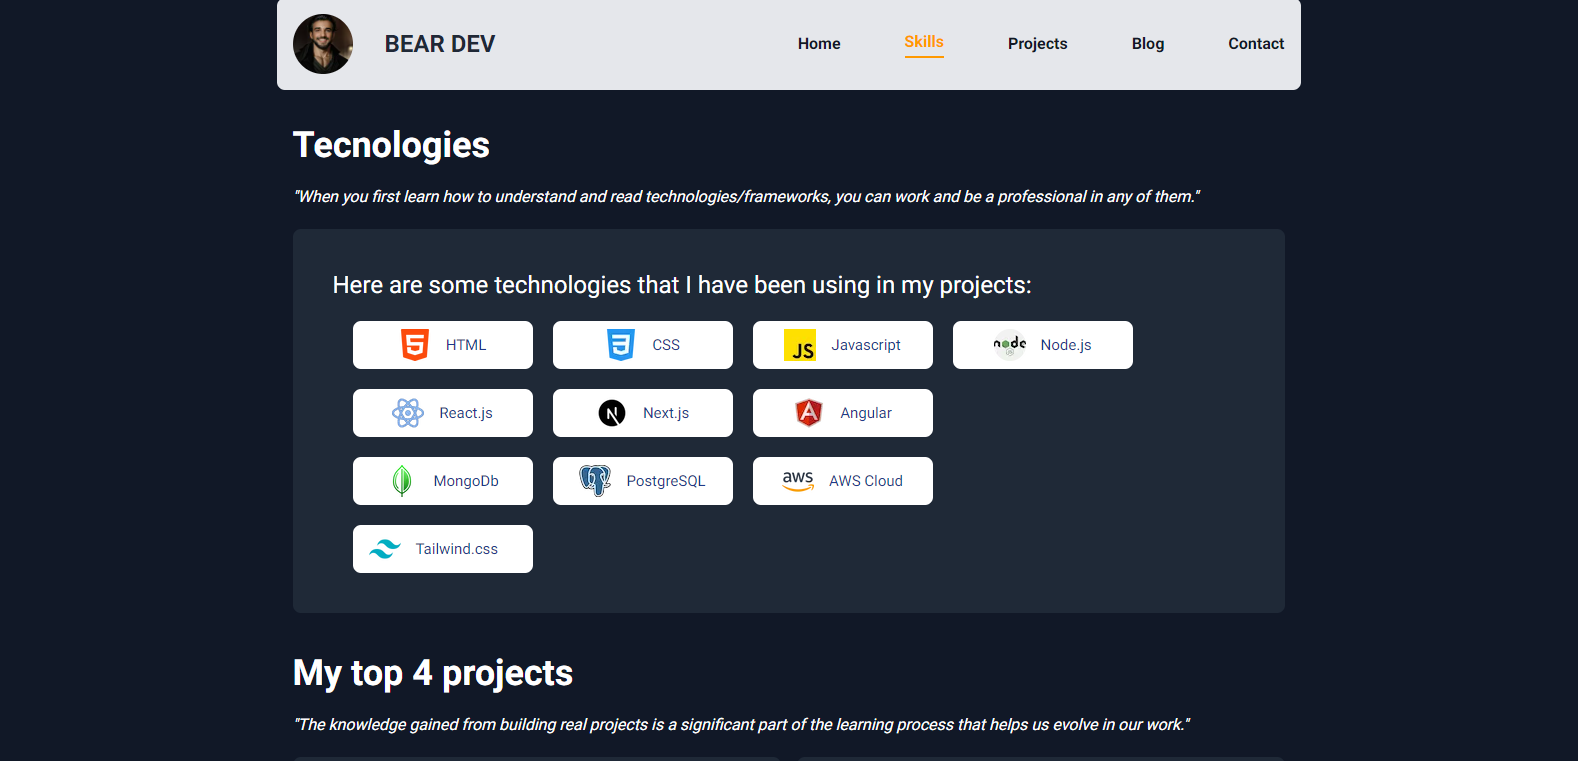 BEAR DEV Home Skills Projects Blog Contact
Tecnologies
"When you first learn how to understand and read technologies/frameworks, you can work and be a professional in any of them."
Here are some technologies that I have been using in my projects:
HTML CSS JS Javascript node JS Node.js
React.js N Next.js A Angular
MongoDb PostgreSQL aws AWS Cloud
Tailwind.css
My top 4 projects
"The knowledge gained from building real projects is a significant part of the learning process that helps us evolve in our work."